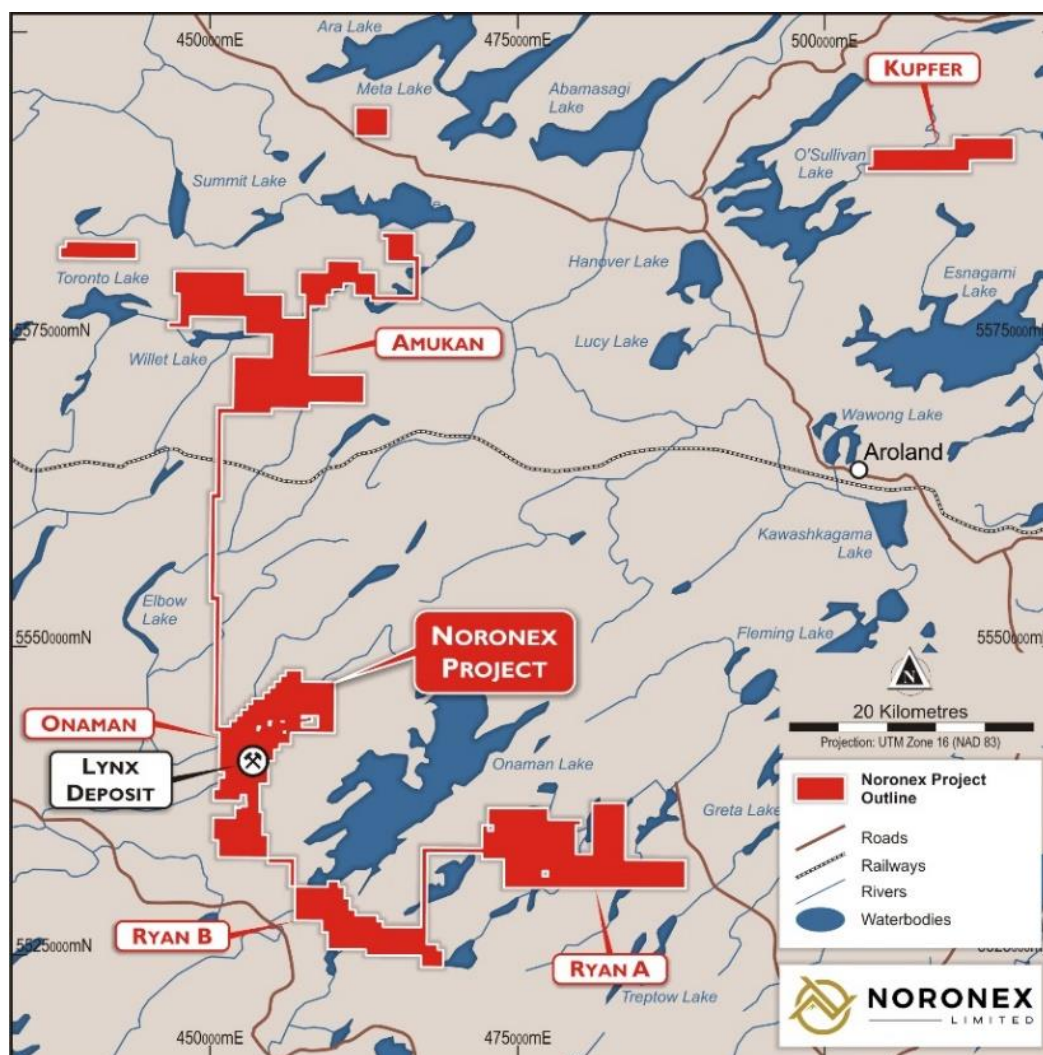 450000mE
475000mE
500000mE
Ara Lake
Meta Lake
Abamasagi
Lake
KUPFER
O'Sullivan
Lake
Summit Lake
Toronto Lake
Hanover Lake
Esnagami
Lake
5575000mN
5575000mN
Willet Lake
AMUKAN
Lucy Lake
Wawong Lake
Aroland
Kawashkagama
Lake
Elbow
Lake
Fleming Lake
5550000mN
5550000mN
NORONEX
PROJECT
N
20 Kilometres
Projection: UTM Zone 16 (NAD 83)
ONAMAN
LYNX
DEPOSIT
Onaman Lake
Greta Lake
Noronex Project
Outline
Roads
Railways
Rivers
Waterbodies
RYAN B
5525000mN
RYAN A
Treptow Lake
450000mE
475000mE
NORONEX
LIMITED